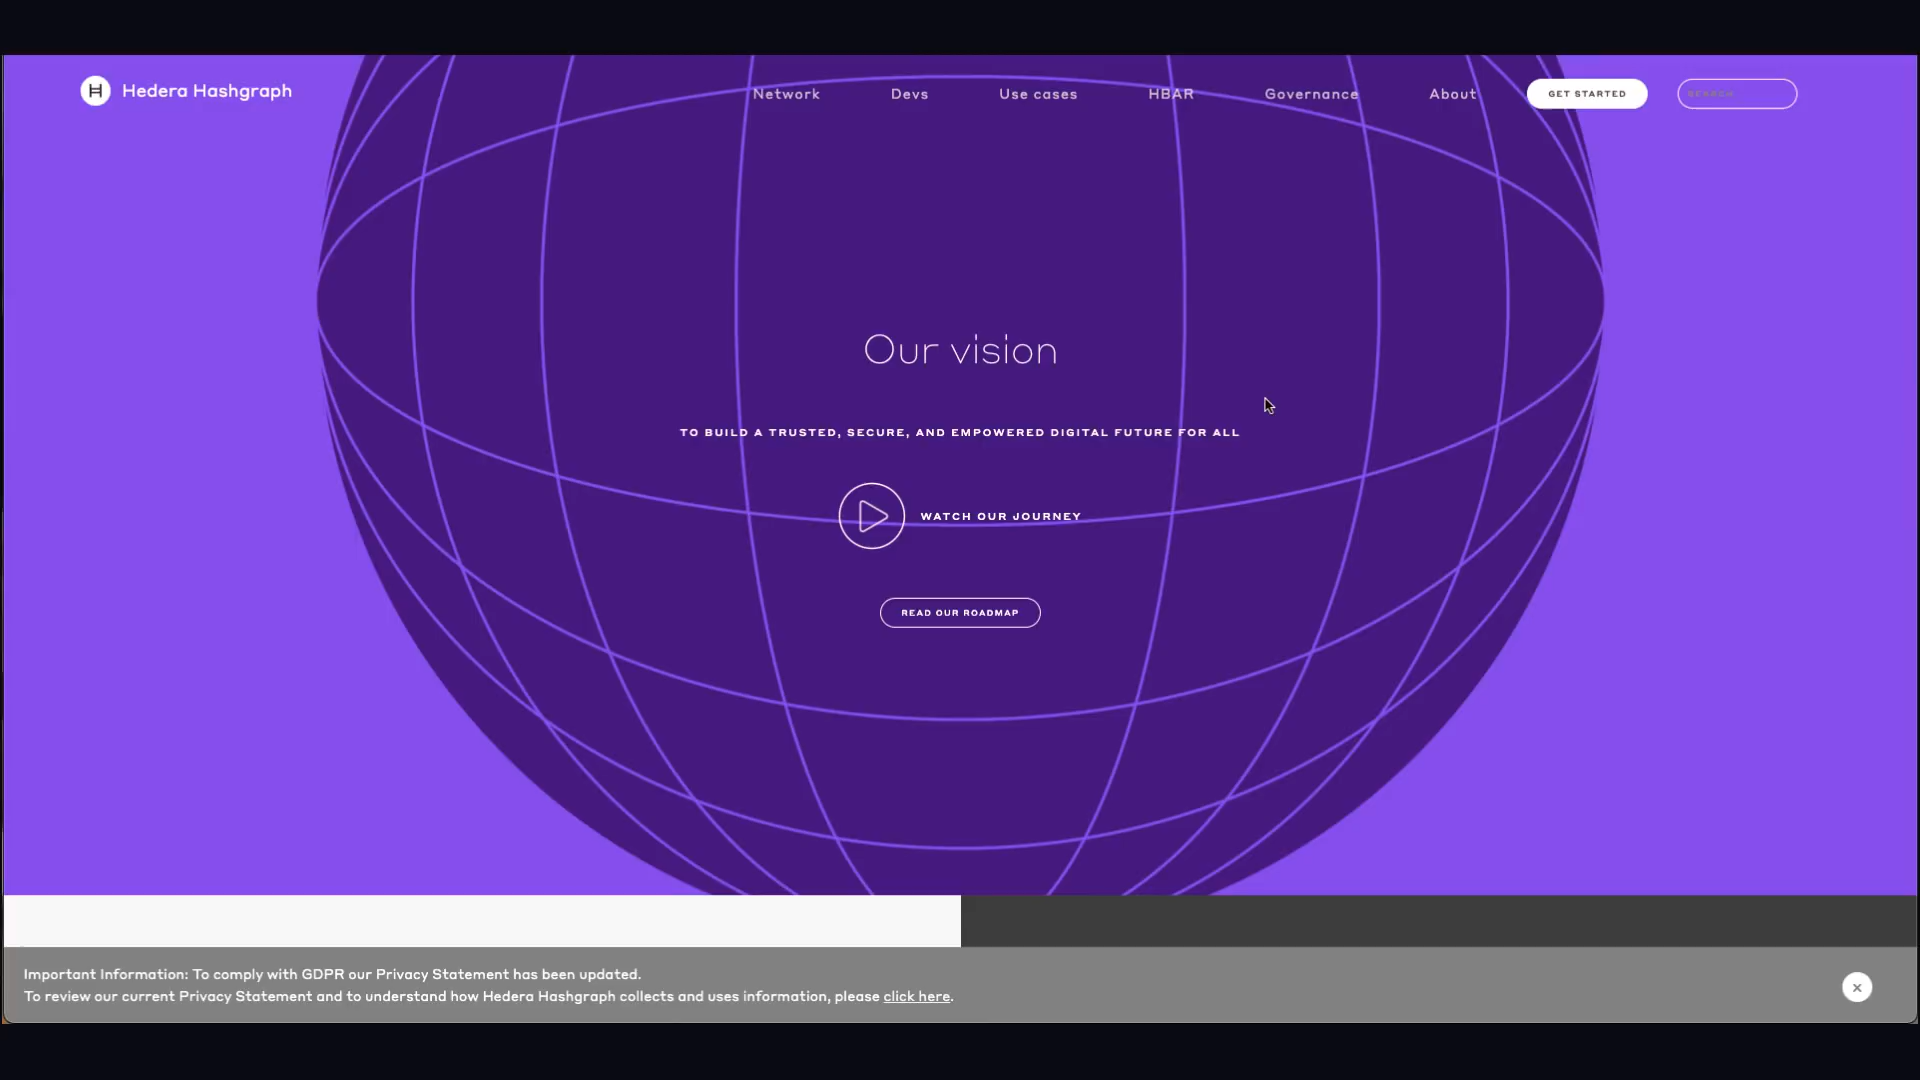 Hedera Hashgraph
Network
Devs
Use cases
HBAR
Governance
About
GET STARTED
SEARCH
Our vision
TO BUILD A TRUSTED, SECURE, AND EMPOWERED DIGITAL FUTURE FOR ALL
WATCH OUR JOURNEY
READ OUR ROADMAP
Important Information: To comply with GDPR our Privacy Statement has been updated.
To review our current Privacy Statement and to understand how Hedera Hashgraph collects and uses information, please click here.